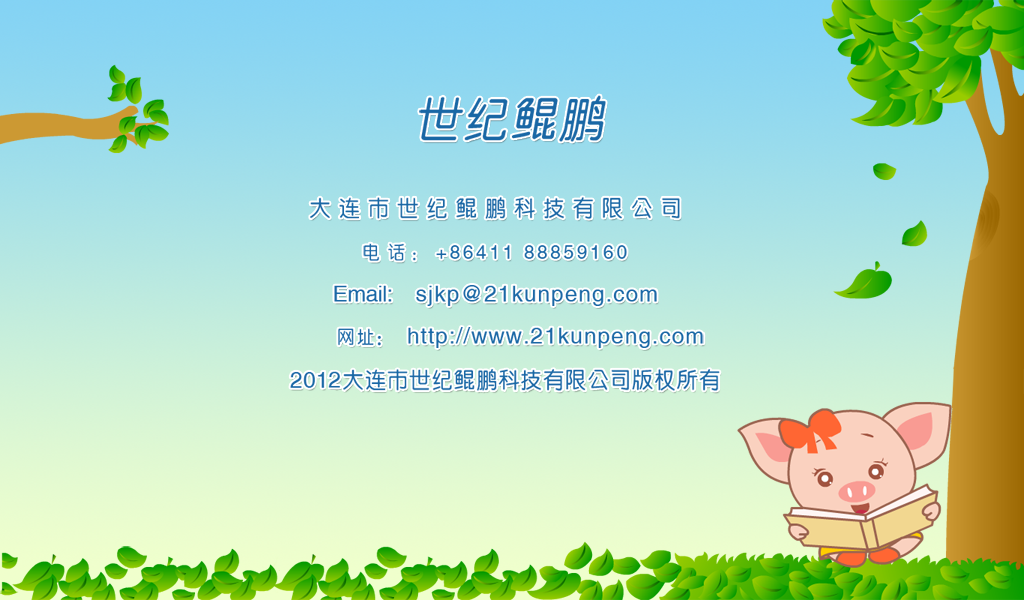 世纪鲲鹏
大连市世纪鲲鹏科技有限公司
电话：+86411 88859160
Email: sjkp@21kunpeng.com
网址： http://www.21kunpeng.com
2012大连市世纪鲲鹏科技有限公司版权所有